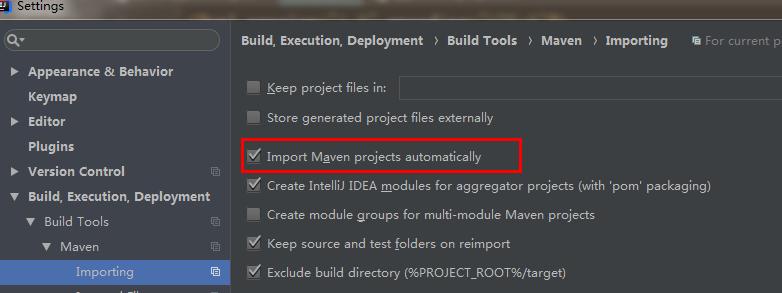 Settings
Build, Execution, Deployment › Build Tools › Maven › Importing
For current p
Appearance & Behavior
Keymap
Editor
Plugins
Version Control
Build, Execution, Deployment
Build Tools
Maven
Importing
Keep project files in:
Store generated project files externally
Import Maven projects automatically
Create IntelliJ IDEA modules for aggregator projects (with 'pom' packaging)
Create module groups for multi-module Maven projects
Keep source and test folders on reimport
Exclude build directory (%PROJECT_ROOT%/target)